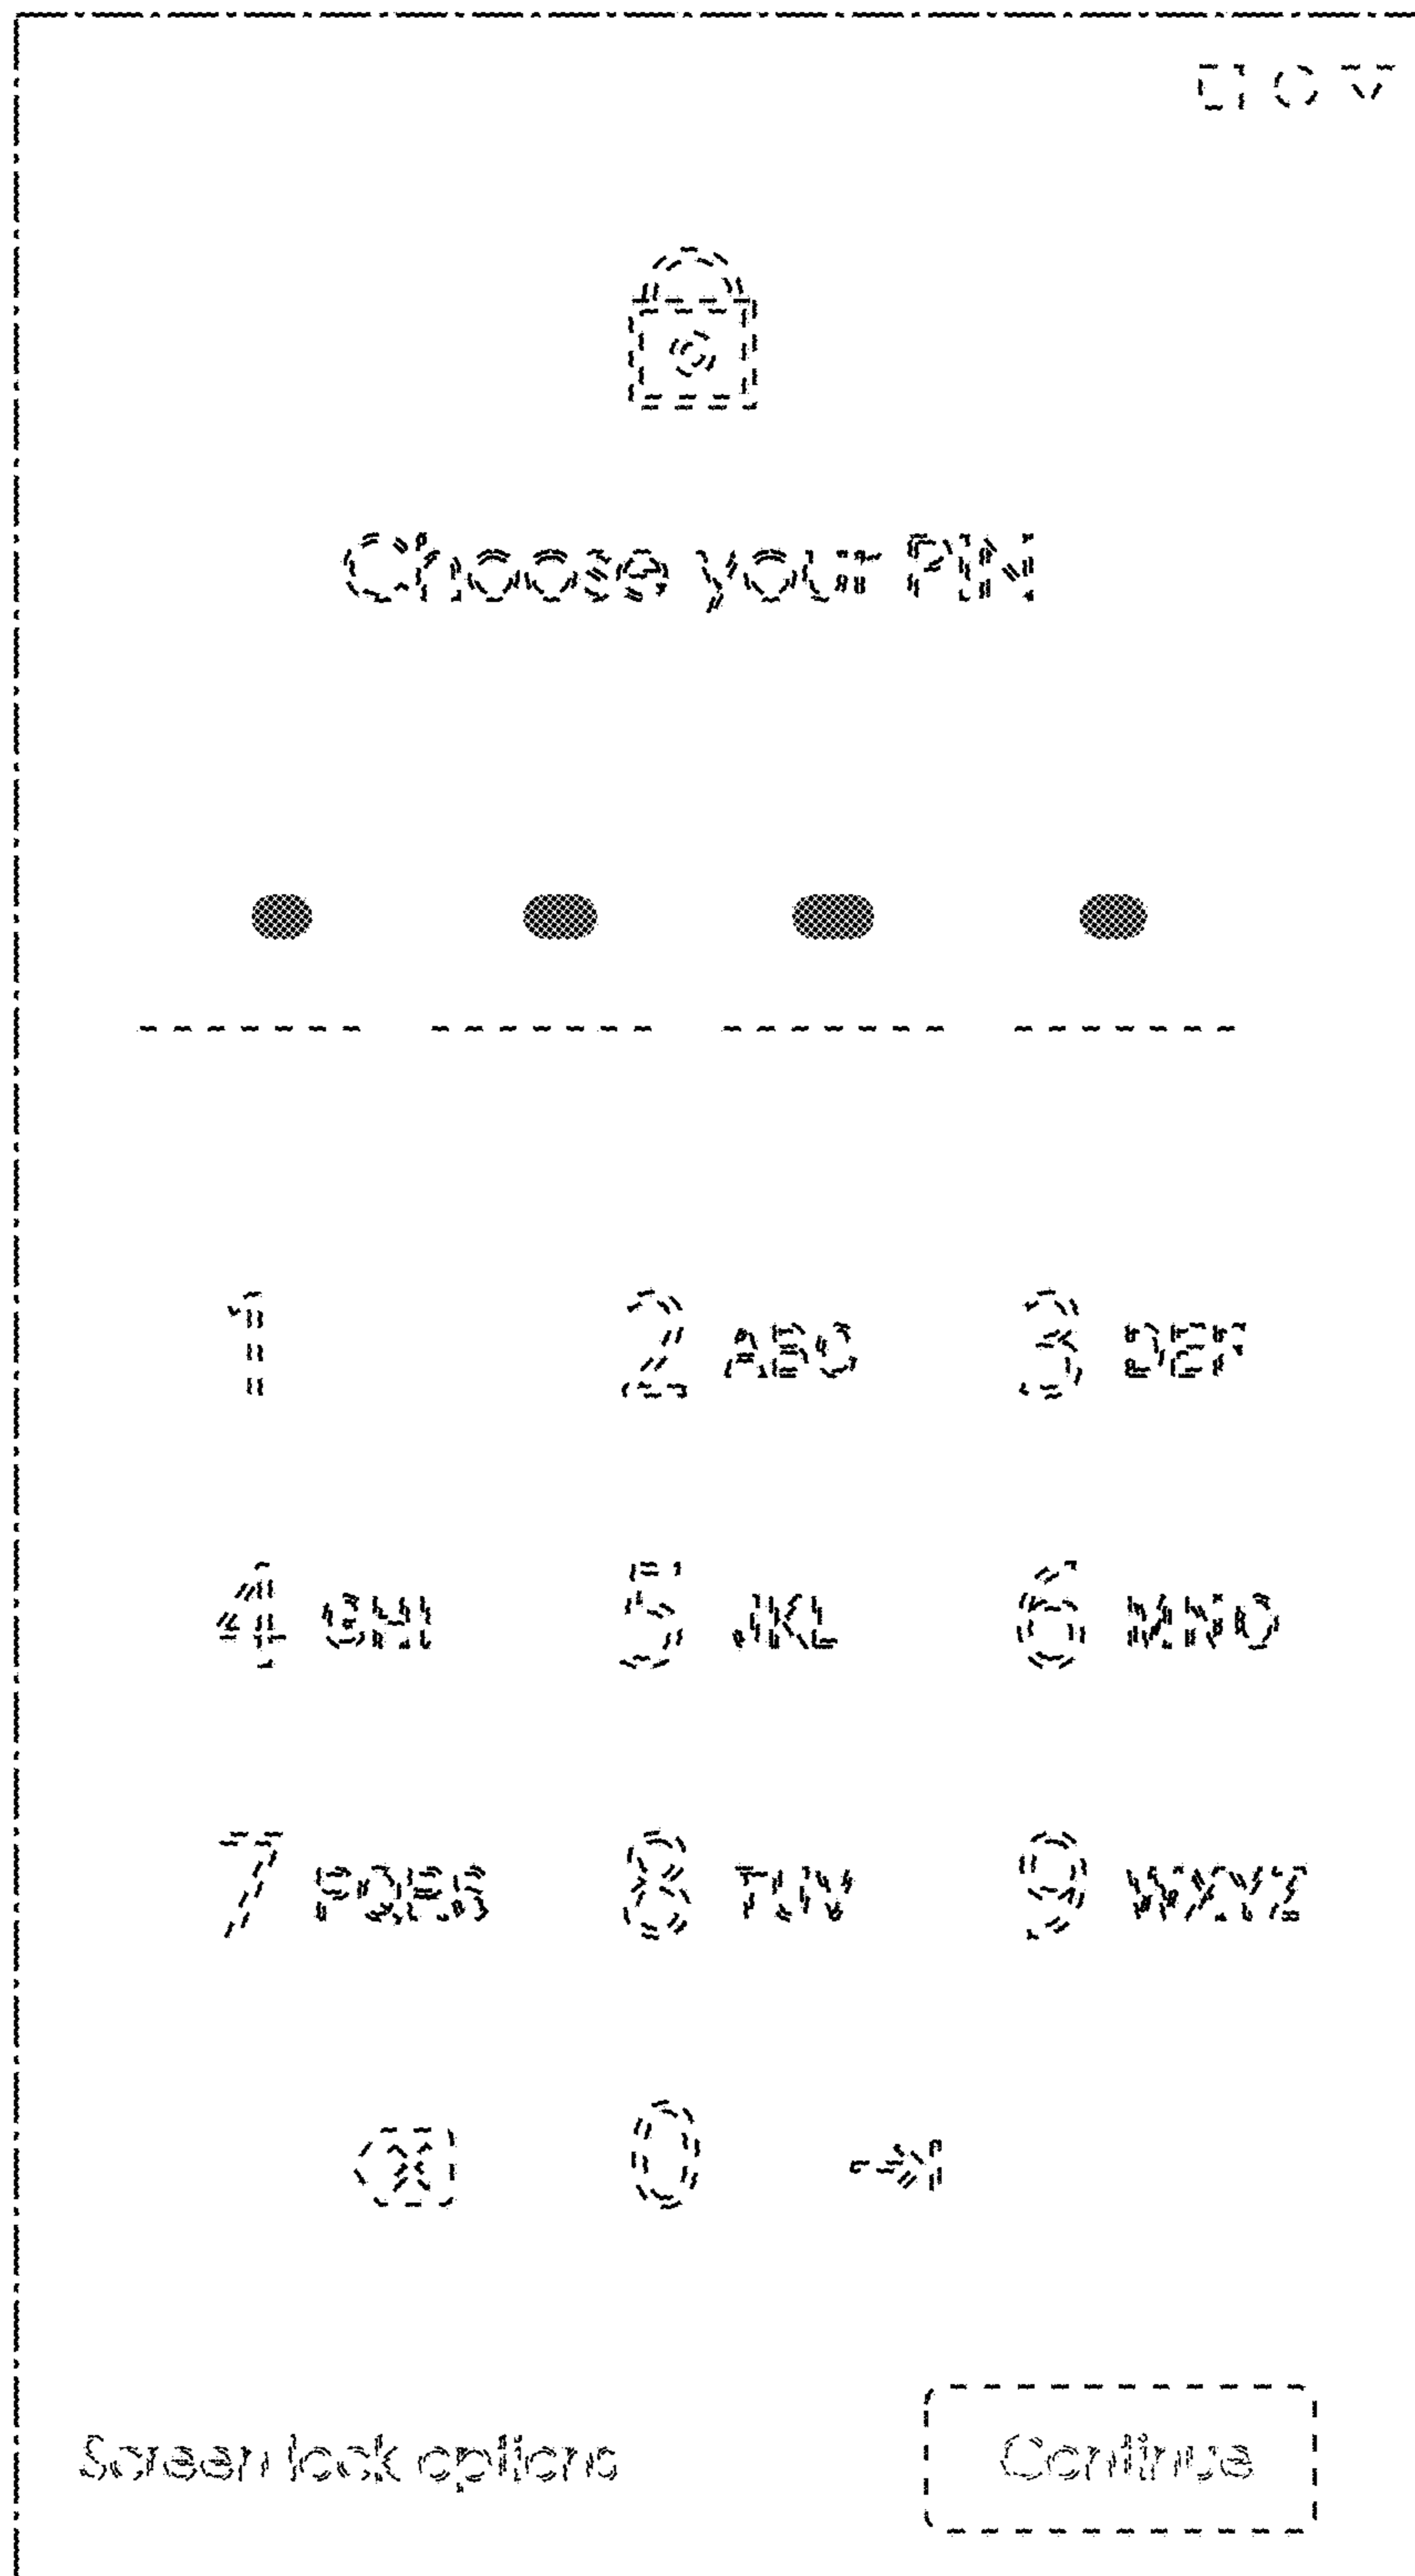 Choose your PIN
1 2 ABC 3 DEF
4 GHI 5 JKL 6 MNO
7 PQRS 8 TUV 9 WXYZ
0
Screen lock options Continue